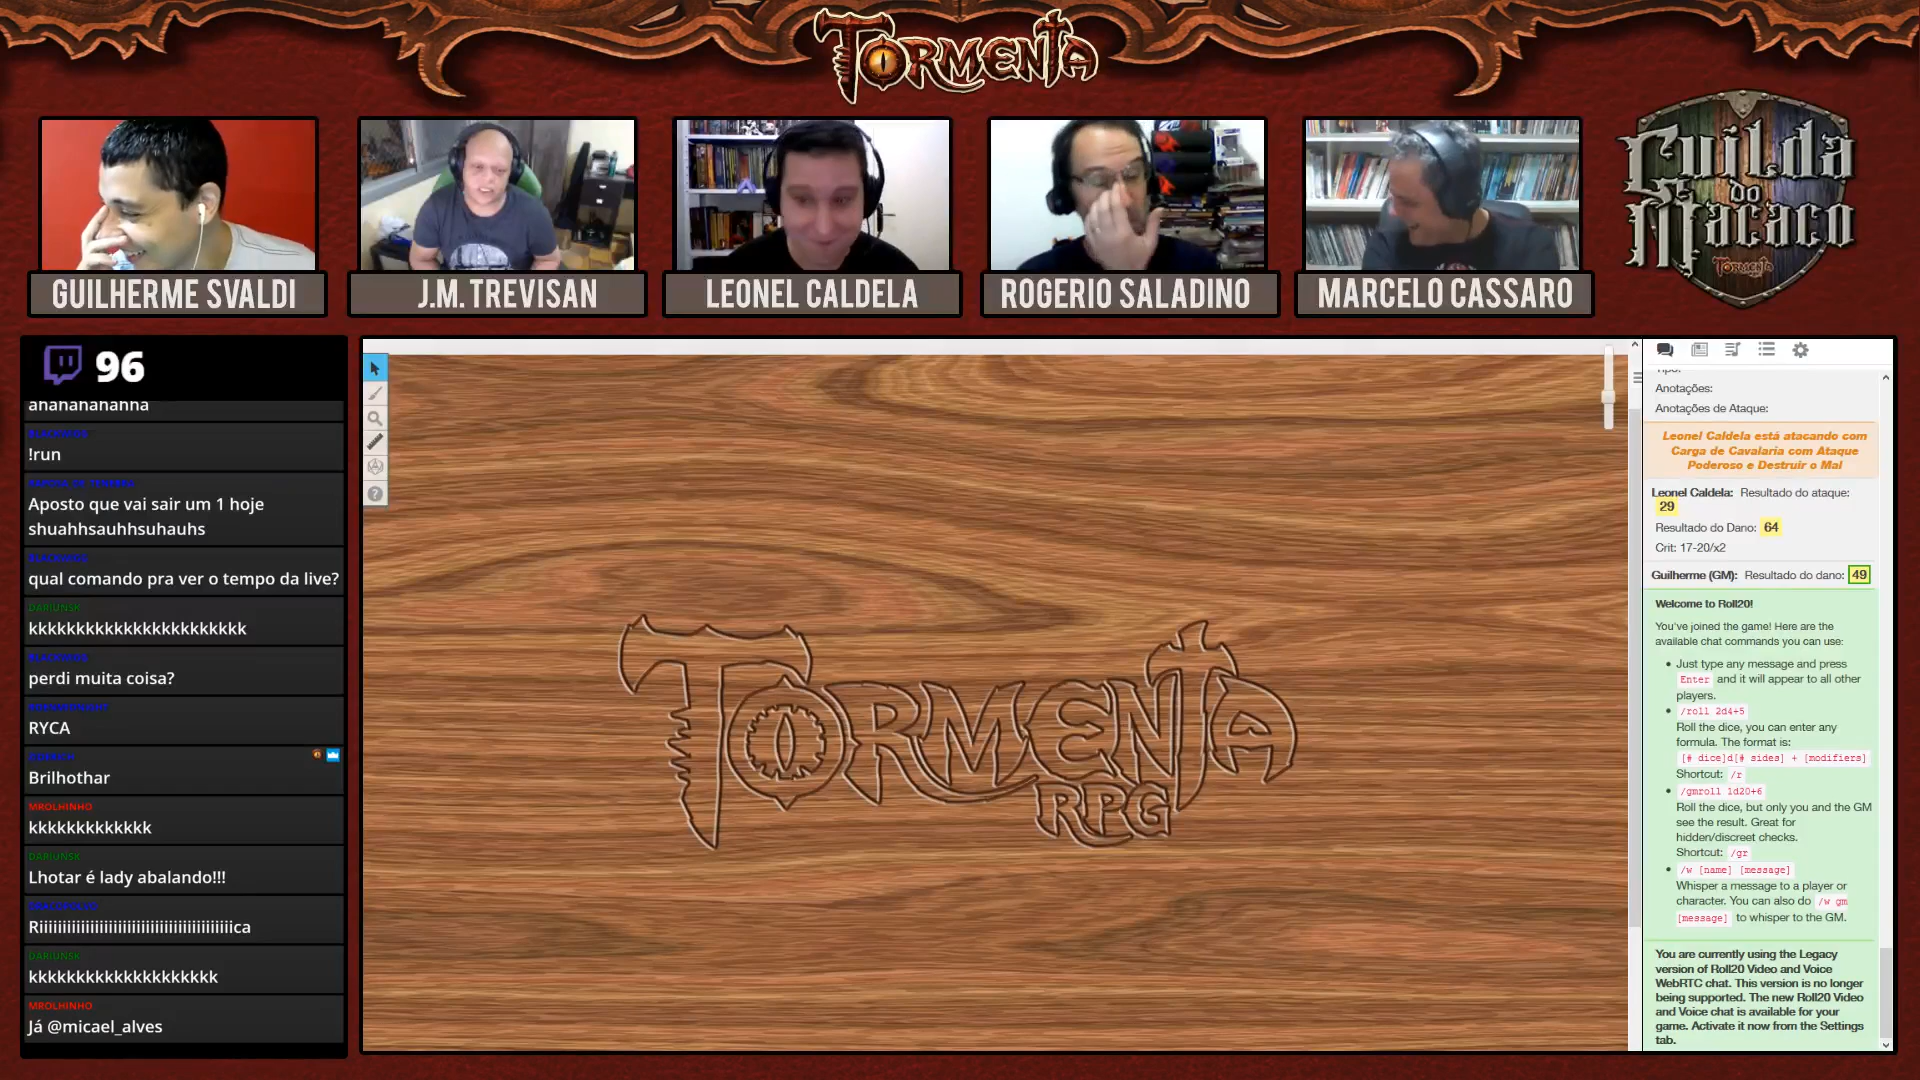 TORMENTA
GUILHERME SVALDI
J.M. TREVISAN
LEONEL CALDELA
ROGERIO SALADINO
MARCELO CASSARO
Guilda
do
Macaco
TORMENTA
96
ahahahahahha
!run
Aposto que vai sair um 1 hoje
shuahhsauhhsuhauhs
qual comando pra ver o tempo da live?
DARIUNSK
kkkkkkkkkkkkkkkkkkkkkkk
perdi muita coisa?
RYCA
Brilhothar
MROLHINHO
kkkkkkkkkkkkk
DARIUNSK
Lhotar é lady abalando!!!
Riiiiiiiiiiiiiiiiiiiiiiiiiiiiiiiiiiiiiiica
DARIUNSK
kkkkkkkkkkkkkkkkkkkk
MROLHINHO
Já @micael_alves
TORMENTA
RPG
Tipo:
Anotações:
Anotações de Ataque:
Leonel Caldela está atacando com
Carga de Cavalaria com Ataque
Poderoso e Destruir o Mal
Leonel Caldela: Resultado do ataque:
29
Resultado do Dano: 64
Crit: 17-20/x2
Guilherme (GM): Resultado do dano: 49
Welcome to Roll20!
You've joined the game! Here are the
available chat commands you can use:
Just type any message and press
Enter and it will appear to all other
players.
/roll 2d4+5
Roll the dice, you can enter any
formula. The format is:
[# dice]d[# sides] + [modifiers]
Shortcut: /r
/gmroll 1d20+6
Roll the dice, but only you and the GM
see the result. Great for
hidden/discreet checks.
Shortcut: /gr
/w [name] [message]
Whisper a message to a player or
character. You can also do /w gm
[message] to whisper to the GM.
You are currently using the Legacy
version of Roll20 Video and Voice
WebRTC chat. This version is no longer
being supported. The new Roll20 Video
and Voice chat is available for your
game. Activate it now from the Settings
tab.